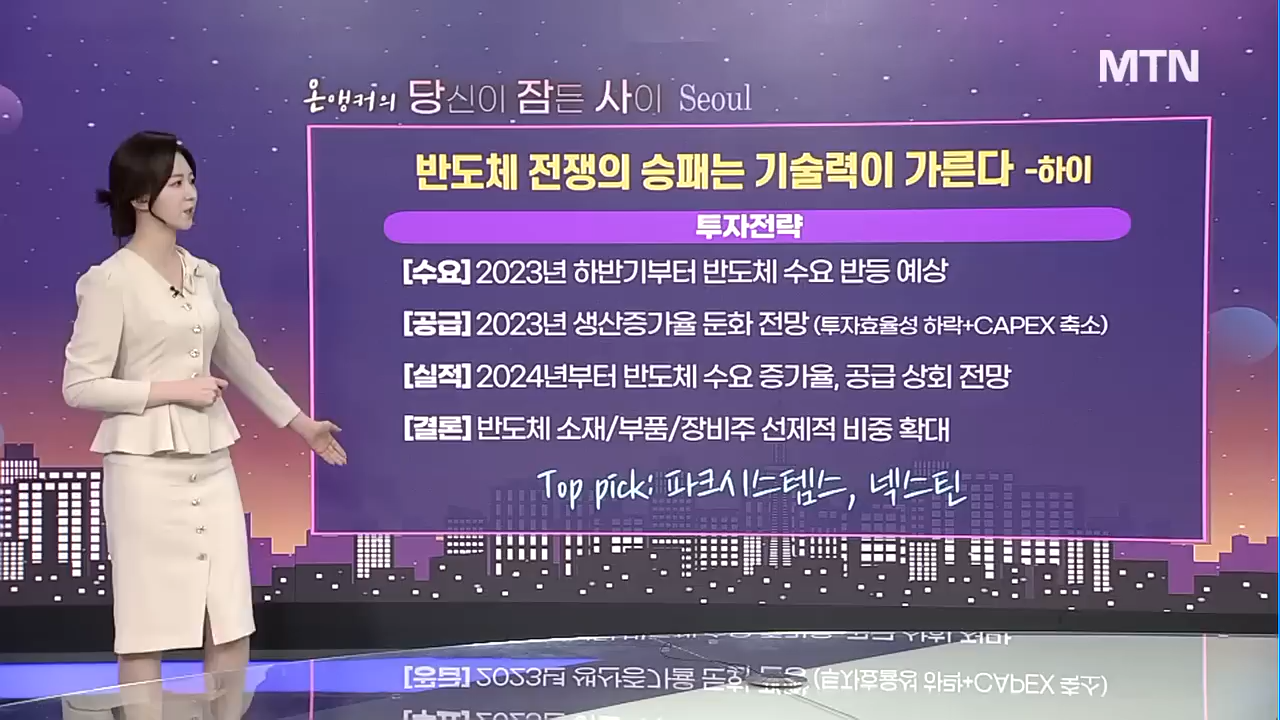 MTN
온앵커의 당신이 잠든 사이 Seoul
반도체 전쟁의 승패는 기술력이 가른다 -하이
투자전략
[수요] 2023년 하반기부터 반도체 수요 반등 예상
[공급] 2023년 생산증가율 둔화 전망 (투자효율성 하락+CAPEX 축소)
[실적] 2024년부터 반도체 수요 증가율, 공급 상회 전망
[결론] 반도체 소재/부품/장비주 선제적 비중 확대
Top pick: 파크시스템스, 넥스틴